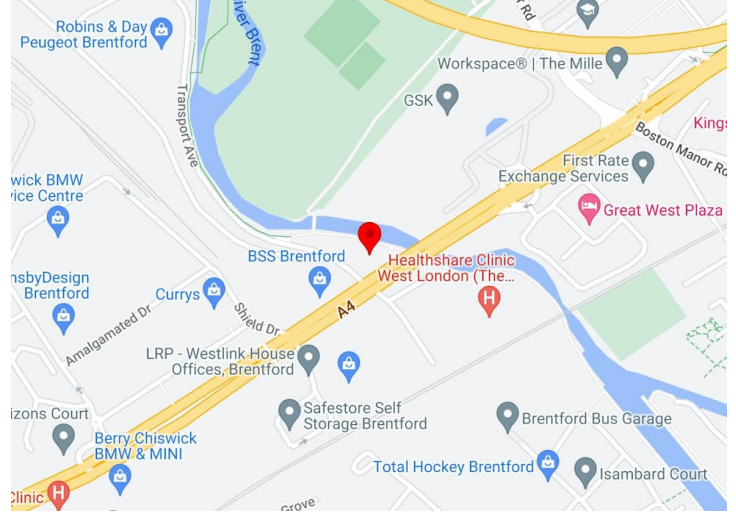 Robins & Day
Peugeot Brentford
River Brent
Rd
Workspace® | The Mille
GSK
Transport Ave
Boston Manor Rd
Kings
First Rate
Exchange Services
wick BMW
vice Centre
Great West Plaza
BSS Brentford
Healthshare Clinic
West London (The...
nsbyDesign
Brentford
Currys
A4
Shield Dr
Amalgamated Dr
LRP - Westlink House
Offices, Brentford
Safestore Self
Storage Brentford
izons Court
Brentford Bus Garage
Berry Chiswick
BMW & MINI
Total Hockey Brentford
Isambard Court
Clinic
Grove
H
H